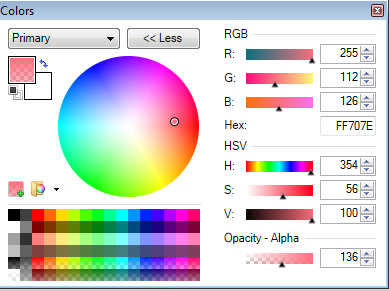 Colors
Primary
<< Less
RGB
R: 255
G: 112
B: 126
Hex: FF707E
HSV
H: 354
S: 56
V: 100
Opacity - Alpha
136